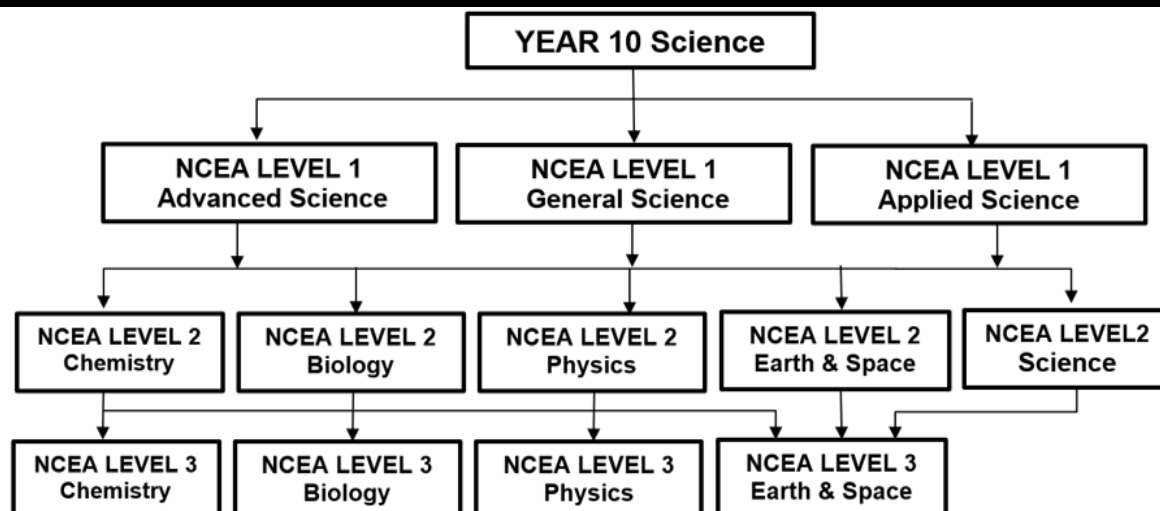 YEAR 10 Science
NCEA LEVEL 1
Advanced Science
NCEA LEVEL 1
General Science
NCEA LEVEL 1
Applied Science
NCEA LEVEL 2
Chemistry
NCEA LEVEL 2
Biology
NCEA LEVEL 2
Physics
NCEA LEVEL 2
Earth & Space
NCEA LEVEL2
Science
NCEA LEVEL 3
Chemistry
NCEA LEVEL 3
Biology
NCEA LEVEL 3
Physics
NCEA LEVEL 3
Earth & Space